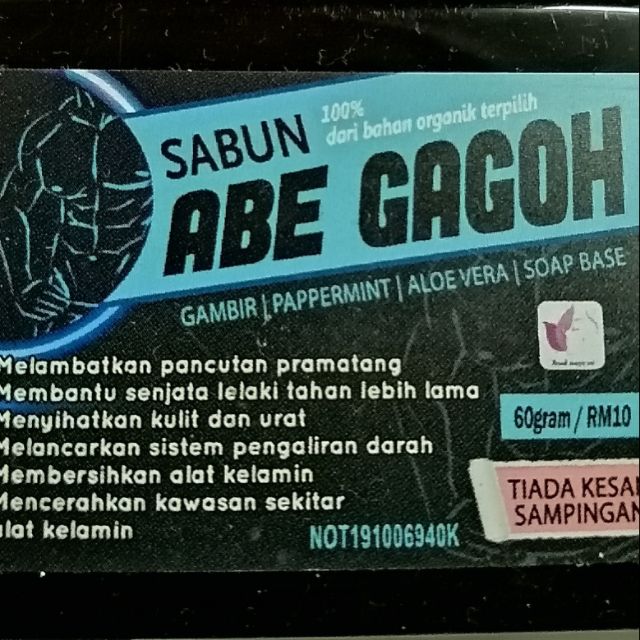 SABUN
100%
dari bahan organik terpilih
ABE GAGOH
GAMBIR | PAPPERMINT | ALOE VERA | SOAP BASE
Melambatkan pancutan pramatang
Membantu senjata lelaki tahan lebih lama
Menyihatkan kulit dan urat
Melancarkan sistem pengaliran darah
Membersihkan alat kelamin
Mencerahkan kawasan sekitar
alat kelamin
60gram / RM10
TIADA KESAN
SAMPINGAN
NOT191006940K